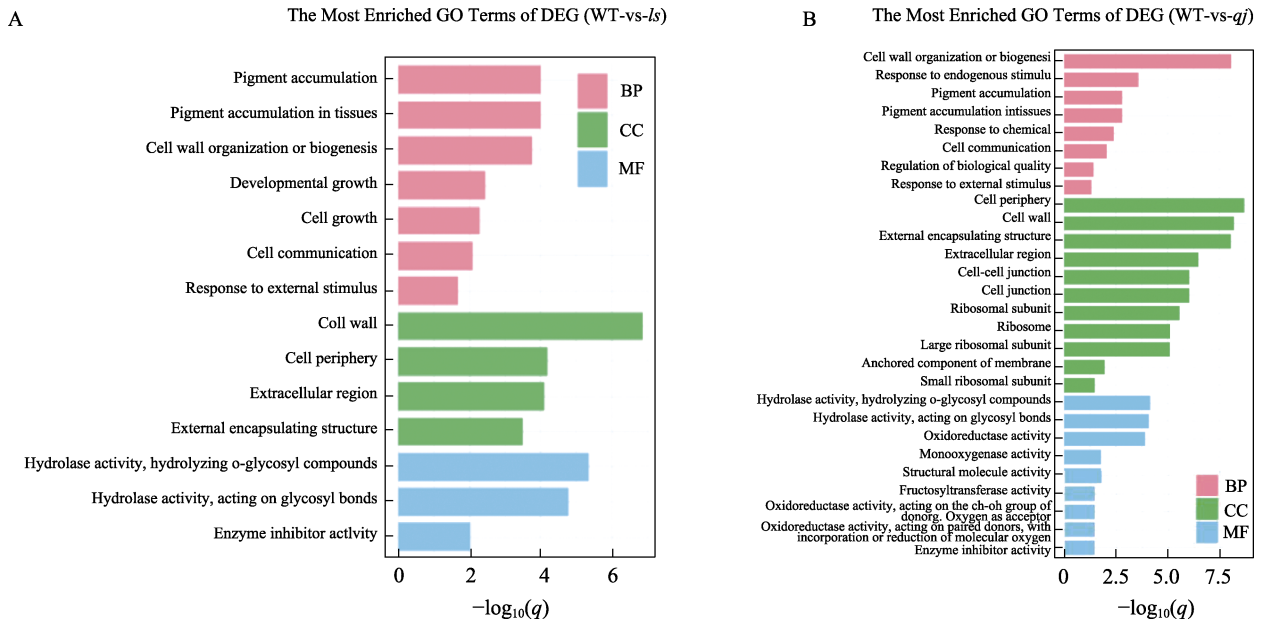 A
The Most Enriched GO Terms of DEG (WT-vs-ls)
Pigment accumulation
Pigment accumulation in tissues
Cell wall organization or biogenesis
Developmental growth
Cell growth
Cell communication
Response to external stimulus
Coll wall
Cell periphery
Extracellular region
External encapsulating structure
Hydrolase activity, hydrolyzing o-glycosyl compounds
Hydrolase activity, acting on glycosyl bonds
Enzyme inhibitor activlty
BP
CC
MF
0 2 4 6
−log₁₀(q)
B
The Most Enriched GO Terms of DEG (WT-vs-qj)
Cell wall organization or biogenesi
Response to endogenous stimulu
Pigment accumulation
Pigment accumulation intissues
Response to chemical
Cell communication
Regulation of biological quality
Response to external stimulus
Cell periphery
Cell wall
External encapsulating structure
Extracellular region
Cell-cell junction
Cell junction
Ribosomal subunit
Ribosome
Large ribosomal subunit
Anchored component of membrane
Small ribosomal subunit
Hydrolase activity, hydrolyzing o-glycosyl compounds
Hydrolase activity, acting on glycosyl bonds
Oxidoreductase activity
Monooxygenase activity
Structural molecule activity
Fructosyltransferase activity
Oxidoreductase activity, acting on the ch-oh group of
donorg. Oxygen as acceptor
Oxidoreductase activity, acting on paired donors, with
incorporation or reduction of molecular oxygen
Enzyme inhibitor activity
BP
CC
MF
0 2.5 5.0 7.5
−log₁₀(q)